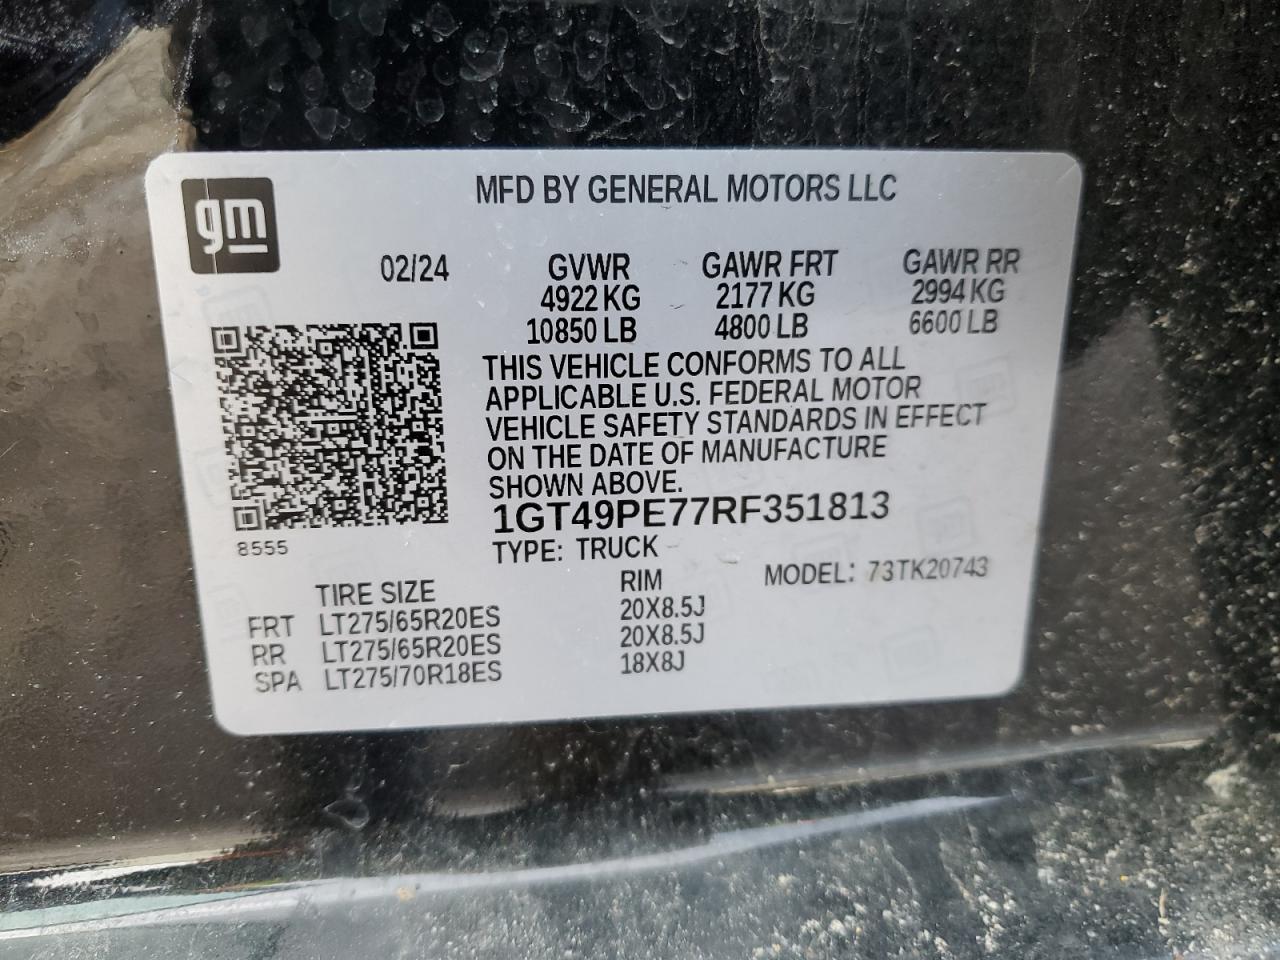 gm
MFD BY GENERAL MOTORS LLC
02/24 GVWR GAWR FRT GAWR RR
4922 KG 2177 KG 2994 KG
10850 LB 4800 LB 6600 LB
THIS VEHICLE CONFORMS TO ALL
APPLICABLE U.S. FEDERAL MOTOR
VEHICLE SAFETY STANDARDS IN EFFECT
ON THE DATE OF MANUFACTURE
SHOWN ABOVE.
1GT49PE77RF351813
8555
TYPE: TRUCK
MODEL: 73TK20743
TIRE SIZE RIM
FRT LT275/65R20ES 20X8.5J
RR LT275/65R20ES 20X8.5J
SPA LT275/70R18ES 18X8J